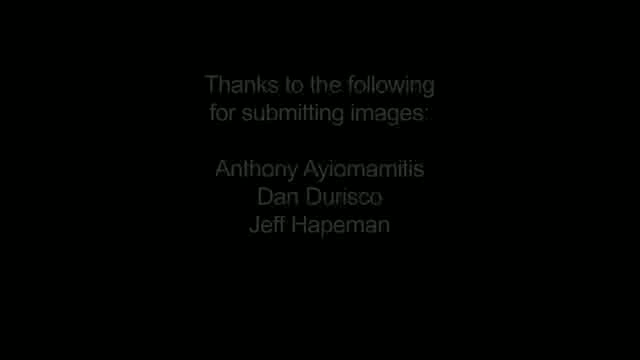 Thanks to the following
for submitting images:
Anthony Ayiomamitis
Dan Durisco
Jeff Hapeman